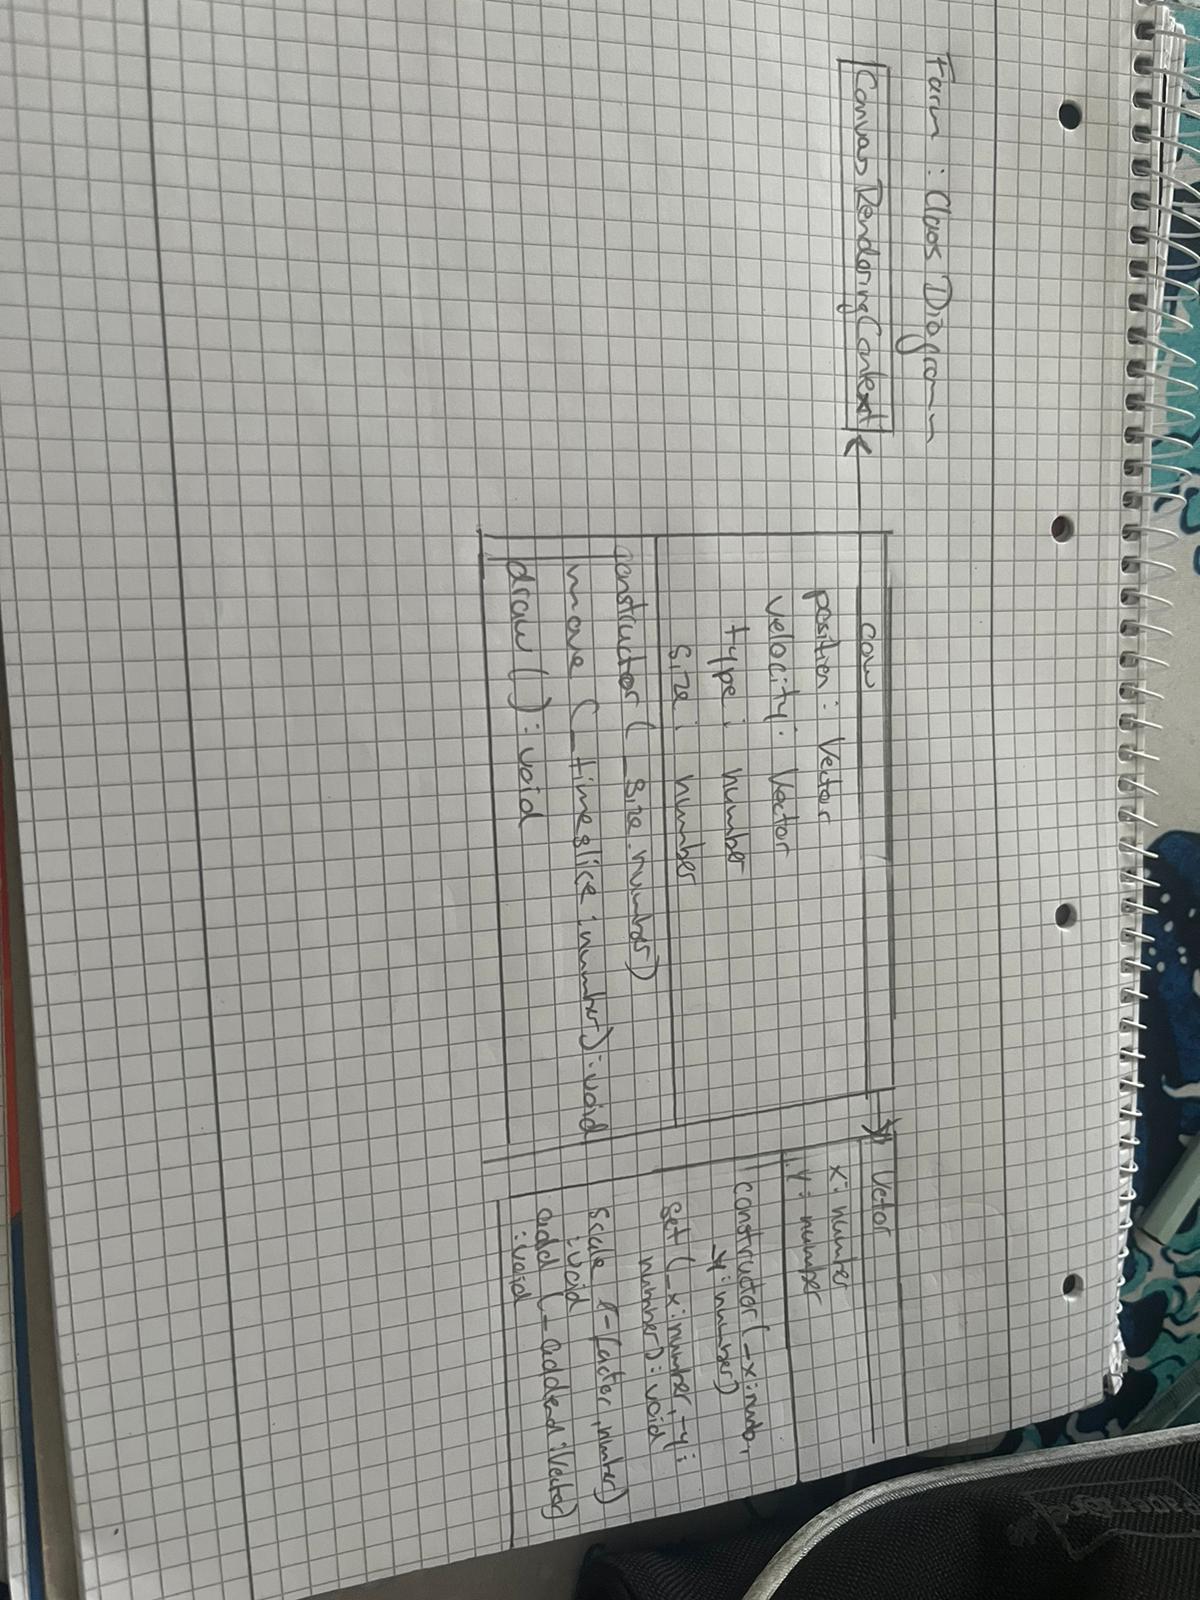 Farm : Class Diagramm
CanvasRenderingContext
cow
position : Vector
velocity : Vector
type : number
size : number
constructor (_size.number)
move (_timeslice : number) : void
draw () : void
Vector
x : number
y : number
constructor (_x : numb,
_y : number)
set (_x : number, _y :
number) : void
scale (_factor, number)
: void
add (_addend : Vector)
: void